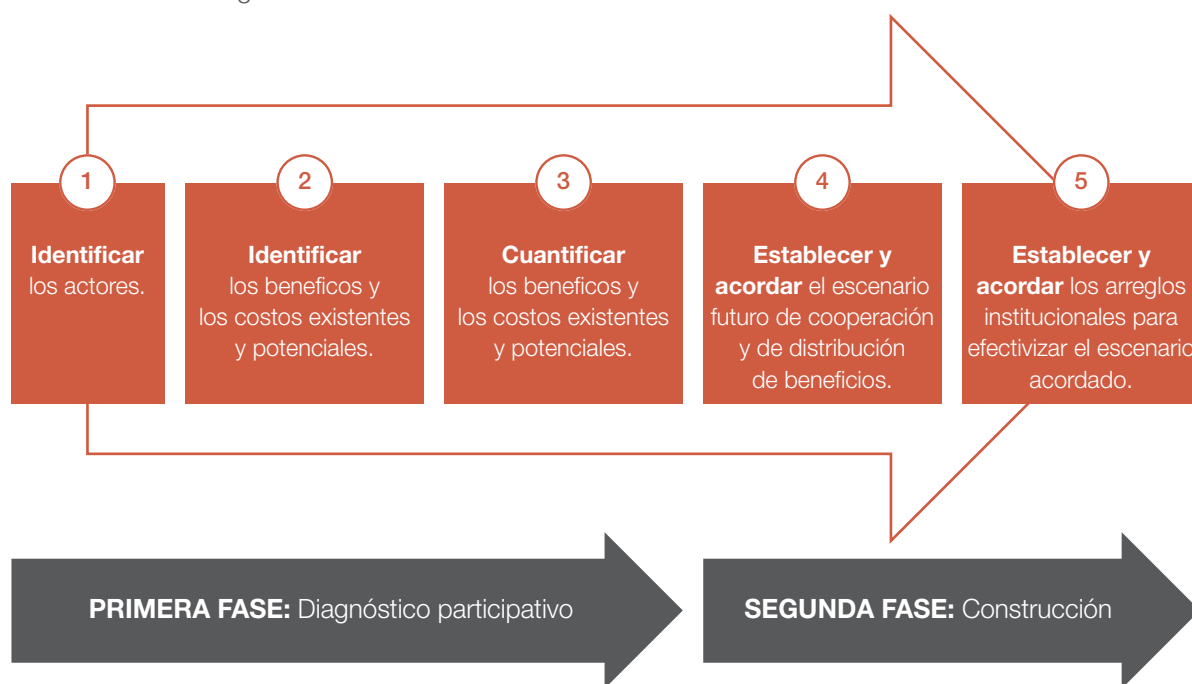 1
Identificar
los actores.
2
Identificar
los beneficos y
los costos existentes
y potenciales.
3
Cuantificar
los beneficos y
los costos existentes
y potenciales.
4
Establecer y
acordar el escenario
futuro de cooperación
y de distribución
de beneficios.
5
Establecer y
acordar los arreglos
institucionales para
efectivizar el escenario
acordado.
PRIMERA FASE: Diagnóstico participativo
SEGUNDA FASE: Construcción